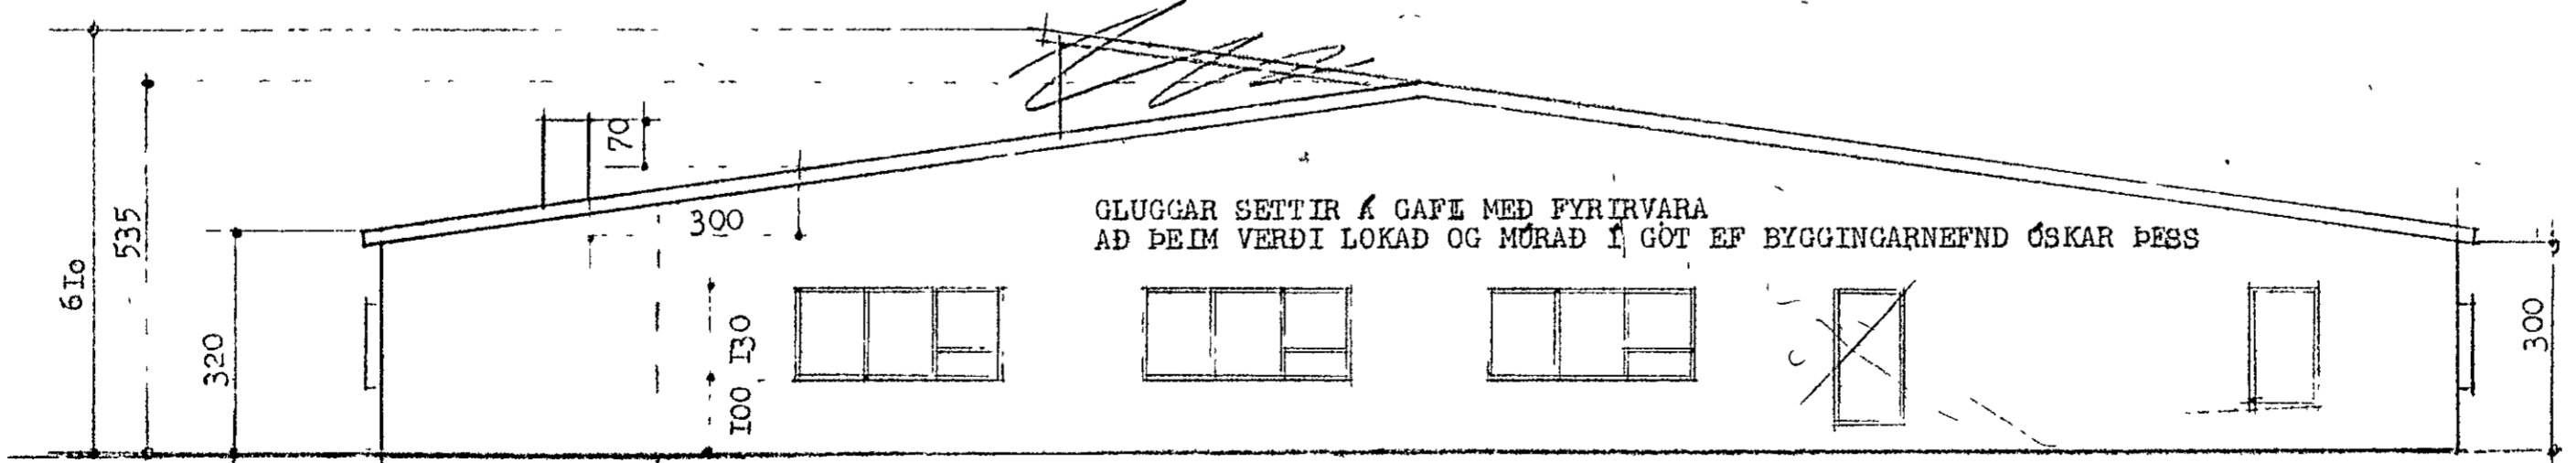 61o
535
320
70
300
100 130
GLUGGAR SETTIR Á GAFL MEÐ FYRIRVARA
AÐ ÞEIM VERÐI LOKAÐ OG MÚRAÐ Í GÖT EF BYGGINGARNEFND ÓSKAR ÞESS
300